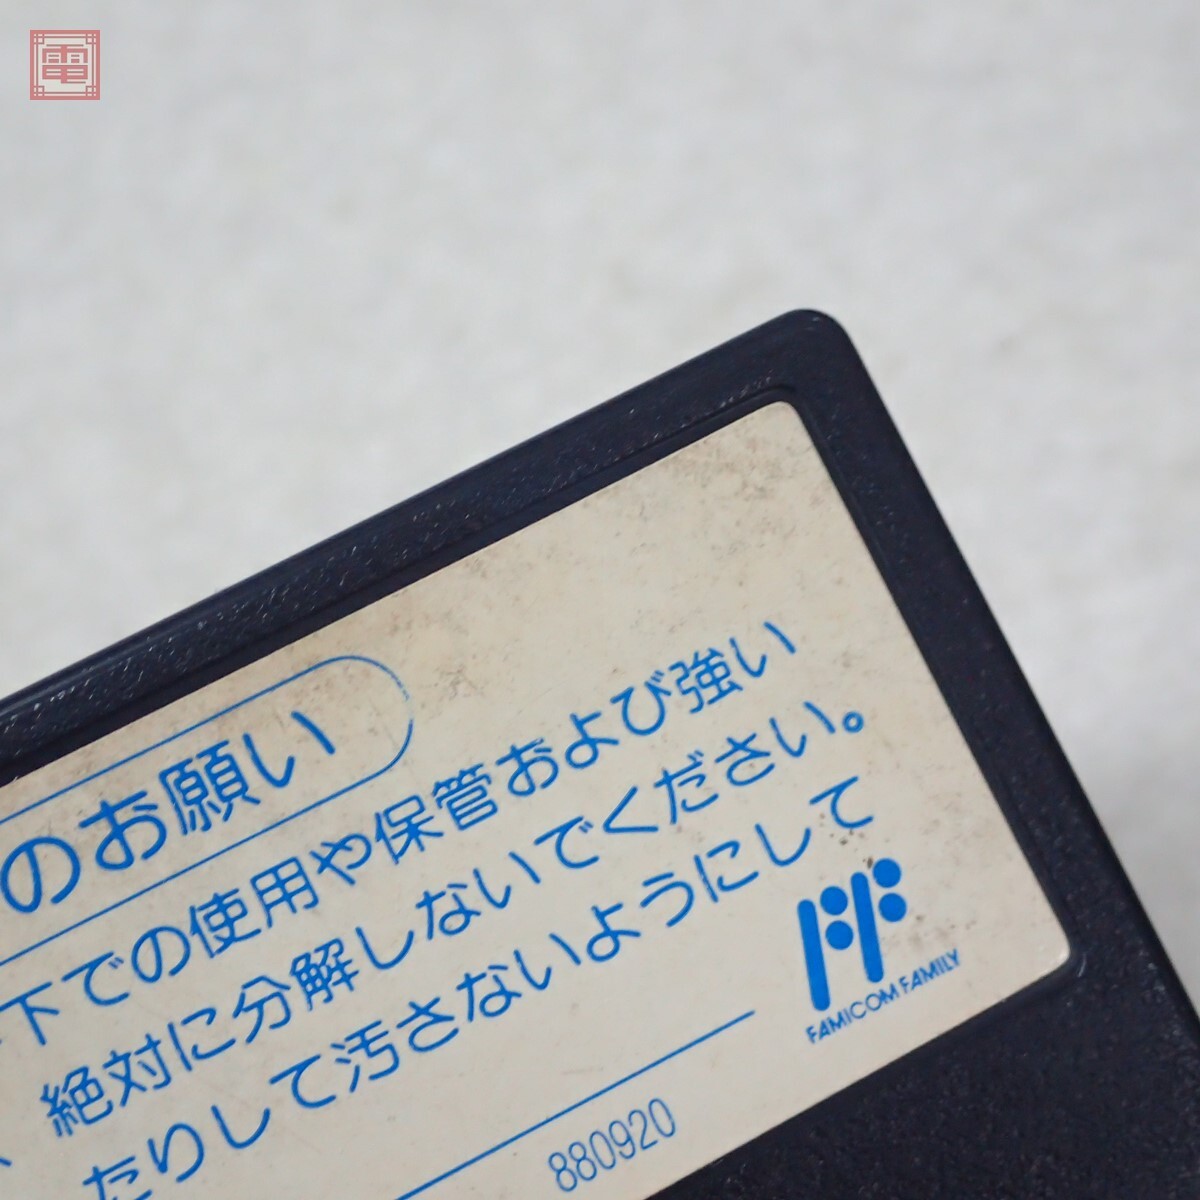 電
のお願い
下での使用や保管および強い
絶対に分解しないでください。
たりして汚さないようにして
FAMICOM FAMILY
880920